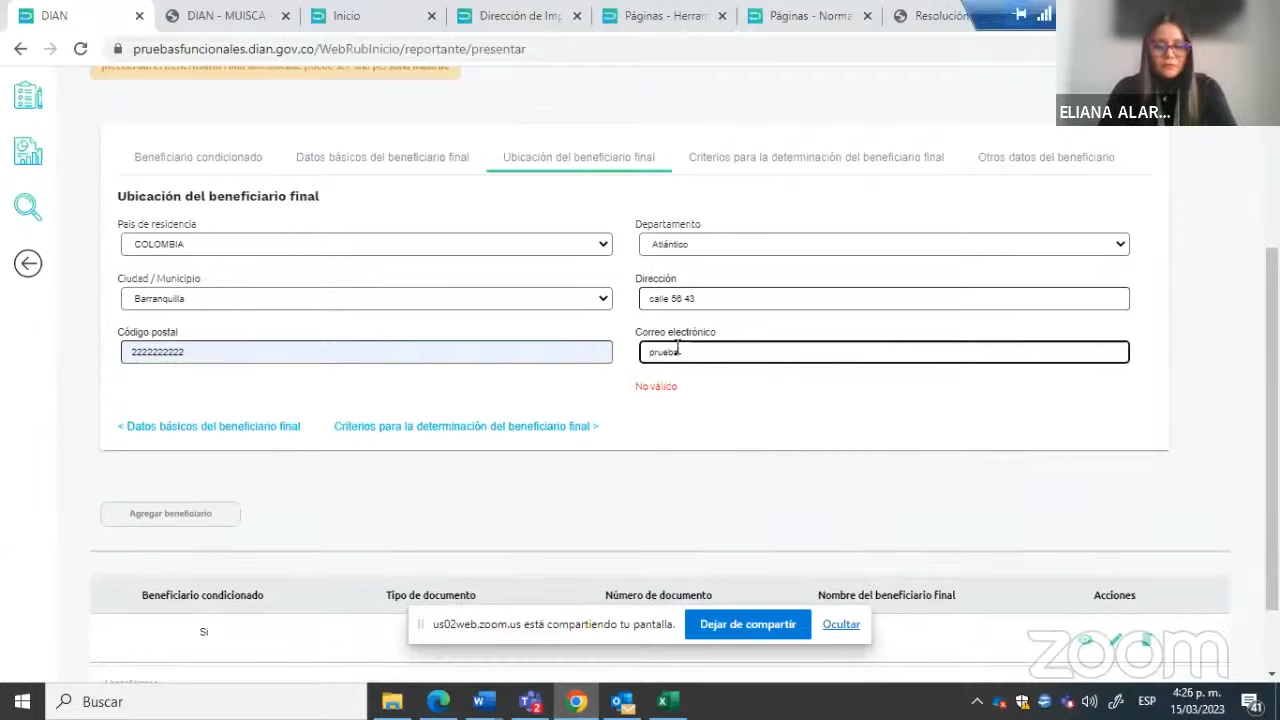 DIAN
DIAN - MUISCA -
Inicio
Dirección de Imp
Páginas - Herram
Páginas - Norma
Resolución
pruebasfuncionales.dian.gov.co/WebRubInicio/reportante/presentar
ELIANA ALAR...
Beneficiario condicionado
Datos básicos del beneficiario final
Ubicación del beneficiario final
Criterios para la determinación del beneficiario final
Otros datos del beneficiario
Ubicación del beneficiario final
País de residencia
Departamento
COLOMBIA
Atlántico
Ciudad / Municipio
Dirección
Barranquilla
calle 56 43
Código postal
Correo electrónico
2222222222
prueba
No válido
< Datos básicos del beneficiario final
Criterios para la determinación del beneficiario final >
Agregar beneficiario
Beneficiario condicionado
Tipo de documento
Número de documento
Nombre del beneficiario final
Acciones
Si
us02web.zoom.us está compartiendo tu pantalla.
Dejar de compartir
Ocultar
zoom
Buscar
ESP
4:26 p. m.
15/03/2023
41